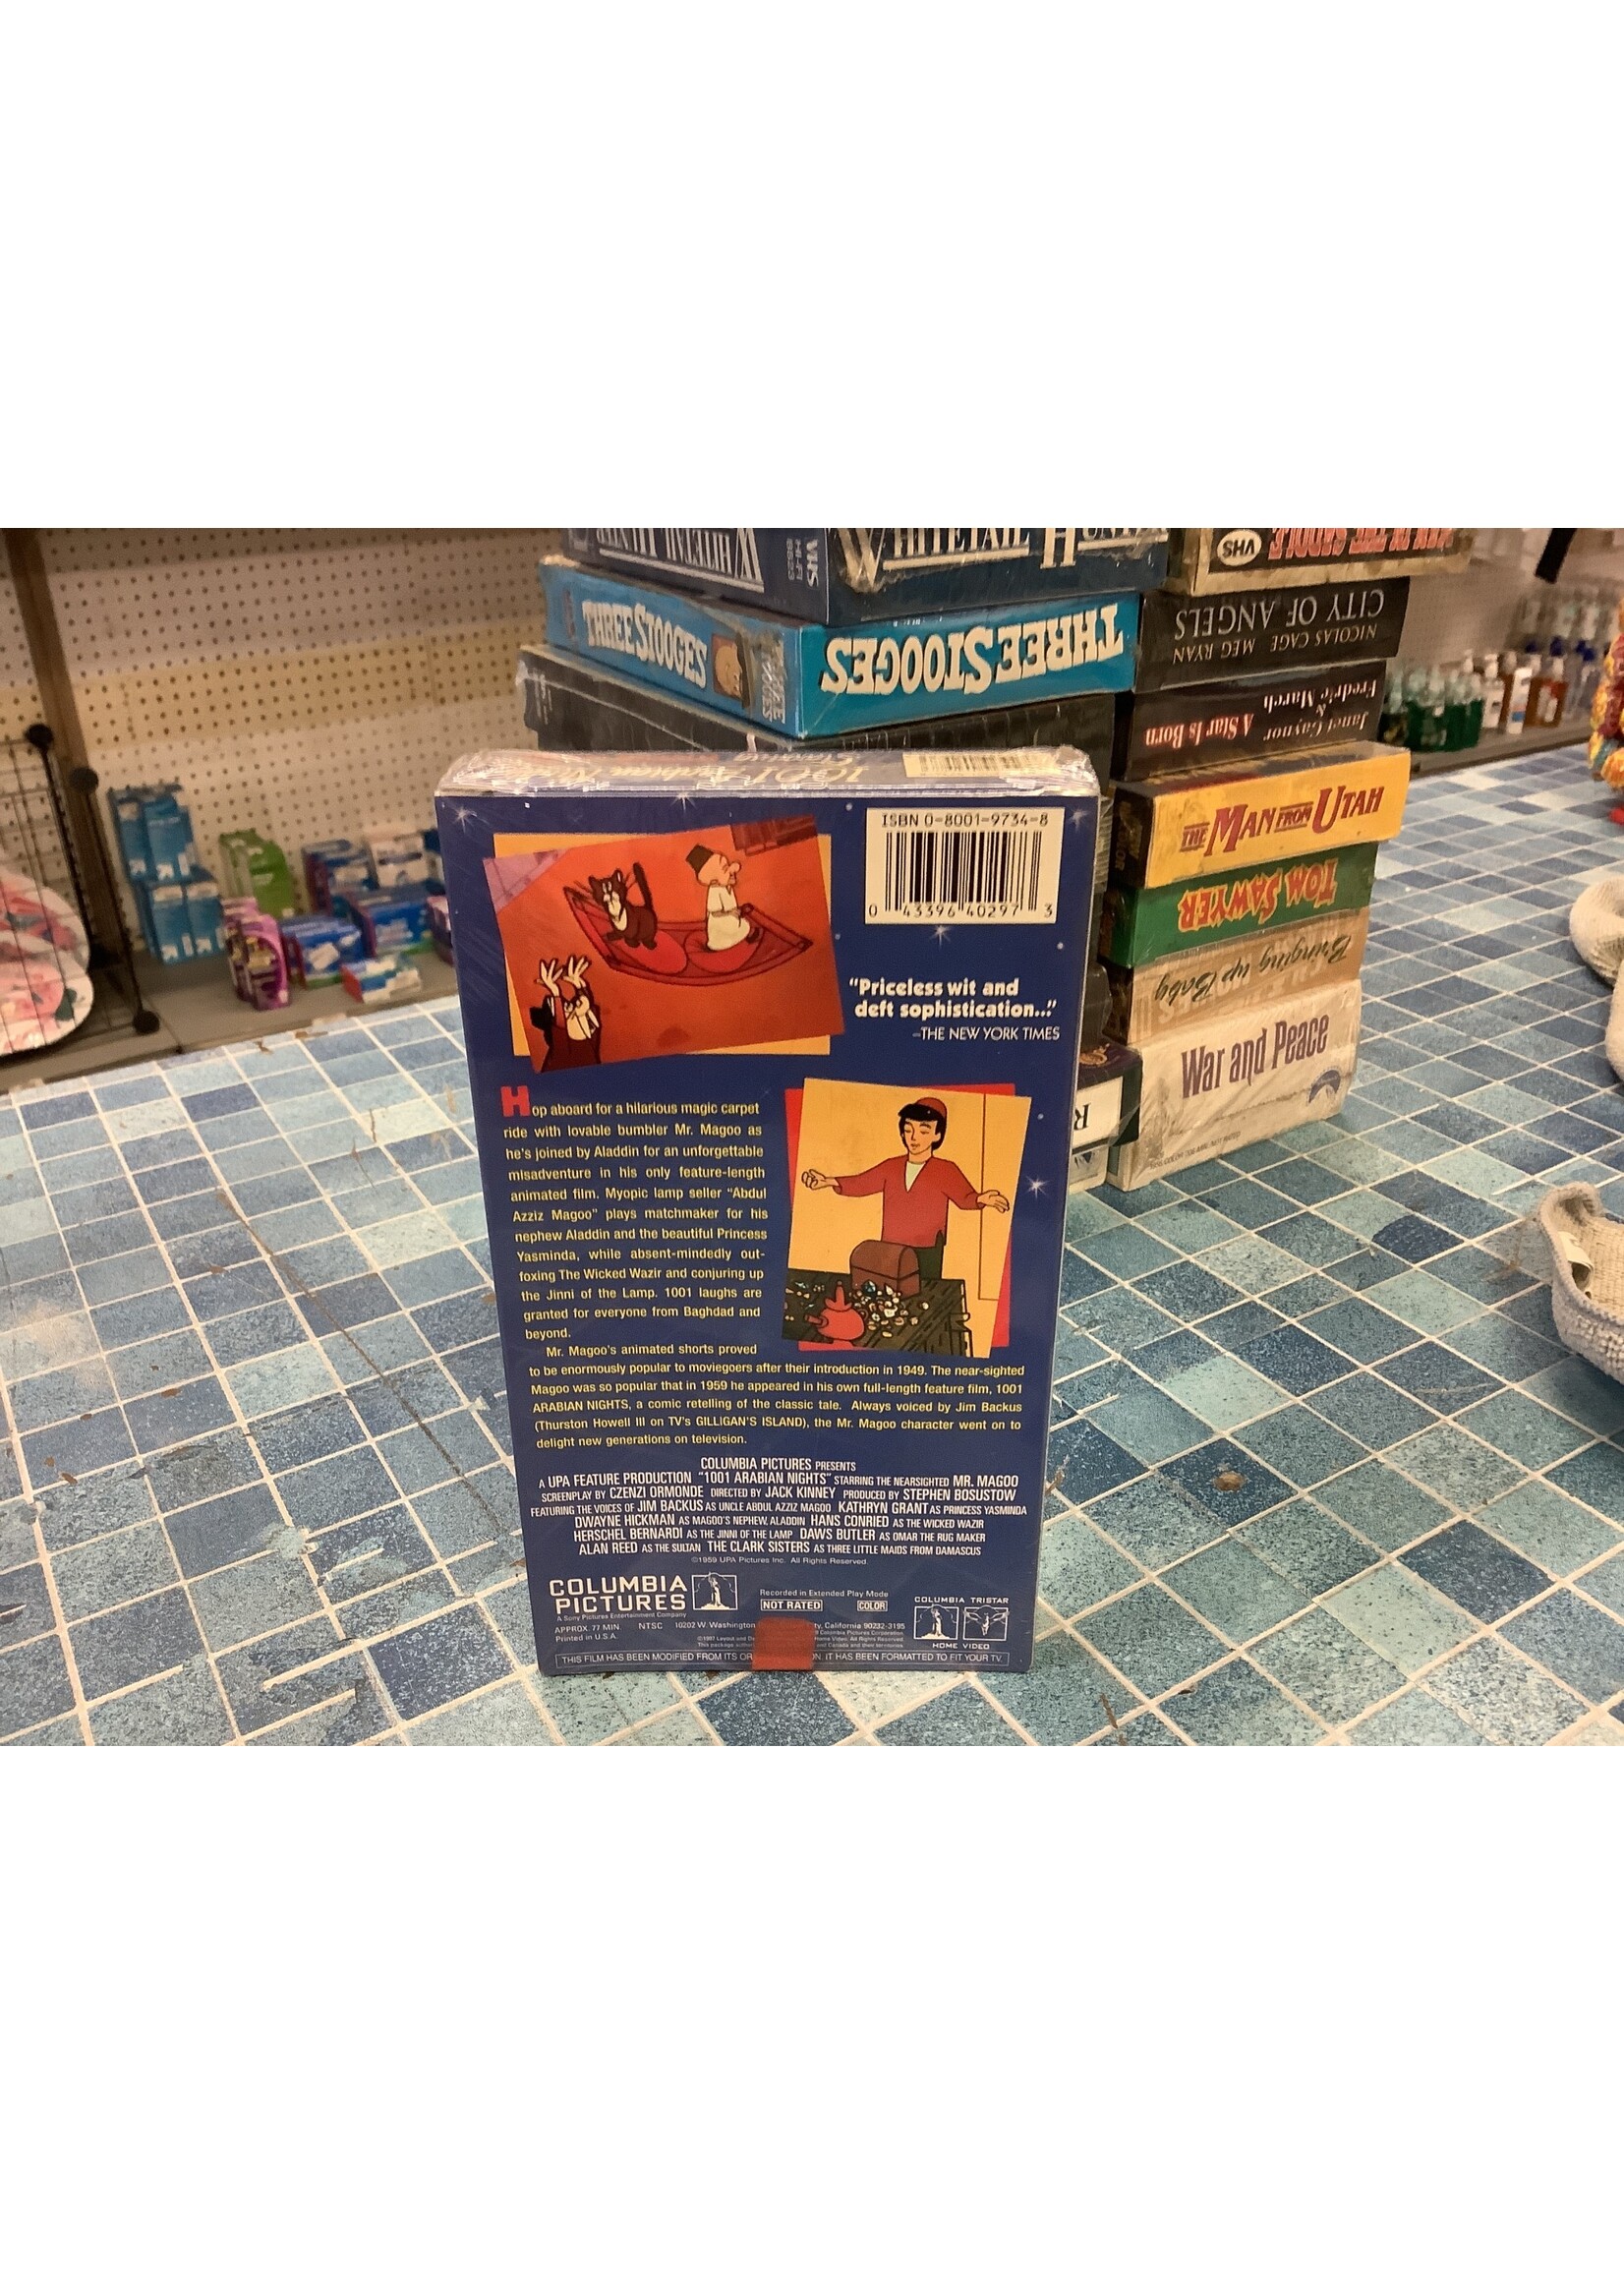 WHITETAIL HUNTER
VHS
WHITETAIL HUN
VHS
THREE STOOGES
THREE STOOGES
CITY OF ANGELS
NICOLAS CAGE MEG RYAN
Janet Gaynor & Fredric March
A Star Is Born
THE MAN FROM UTAH
TOM SAWYER
Bringing up Baby
War and Peace
R
1001 Arabian Nights
ISBN 0-8001-9734-8
0 43396 40297 3
"Priceless wit and
deft sophistication..."
–THE NEW YORK TIMES
Hop aboard for a hilarious magic carpet
ride with lovable bumbler Mr. Magoo as
he's joined by Aladdin for an unforgettable
misadventure in his only feature-length
animated film. Myopic lamp seller "Abdul
Azziz Magoo" plays matchmaker for his
nephew Aladdin and the beautiful Princess
Yasminda, while absent-mindedly out-
foxing The Wicked Wazir and conjuring up
the Jinni of the Lamp. 1001 laughs are
granted for everyone from Baghdad and
beyond.
Mr. Magoo's animated shorts proved
to be enormously popular to moviegoers after their introduction in 1949. The near-sighted
Magoo was so popular that in 1959 he appeared in his own full-length feature film, 1001
ARABIAN NIGHTS, a comic retelling of the classic tale. Always voiced by Jim Backus
(Thurston Howell III on TV's GILLIGAN'S ISLAND), the Mr. Magoo character went on to
delight new generations on television.
COLUMBIA PICTURES PRESENTS
A UPA FEATURE PRODUCTION "1001 ARABIAN NIGHTS" STARRING THE NEARSIGHTED MR. MAGOO
SCREENPLAY BY CZENZI ORMONDE DIRECTED BY JACK KINNEY PRODUCED BY STEPHEN BOSUSTOW
FEATURING THE VOICES OF JIM BACKUS AS UNCLE ABDUL AZZIZ MAGOO KATHRYN GRANT AS PRINCESS YASMINDA
DWAYNE HICKMAN AS MAGOO'S NEPHEW, ALADDIN HANS CONRIED AS THE WICKED WAZIR
HERSCHEL BERNARDI AS THE JINNI OF THE LAMP DAWS BUTLER AS OMAR THE RUG MAKER
ALAN REED AS THE SULTAN THE CLARK SISTERS AS THREE LITTLE MAIDS FROM DAMASCUS
©1959 UPA Pictures Inc. All Rights Reserved.
COLUMBIA
PICTURES
A Sony Pictures Entertainment Company
Recorded in Extended Play Mode
NOT RATED COLOR
COLUMBIA TRISTAR
HOME VIDEO
APPROX. 77 MIN. NTSC 10202 W. Washington ty, California 90232-3195
Printed in U.S.A.
THIS FILM HAS BEEN MODIFIED FROM ITS OR ON. IT HAS BEEN FORMATTED TO FIT YOUR TV.